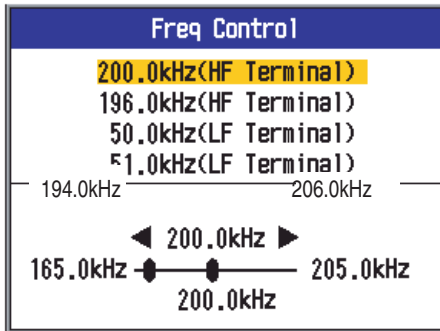 Freq Control
200.0kHz(HF Terminal)
196.0kHz(HF Terminal)
50.0kHz(LF Terminal)
51.0kHz(LF Terminal)
194.0kHz 206.0kHz
◀ 200.0kHz ▶
165.0kHz 205.0kHz
200.0kHz